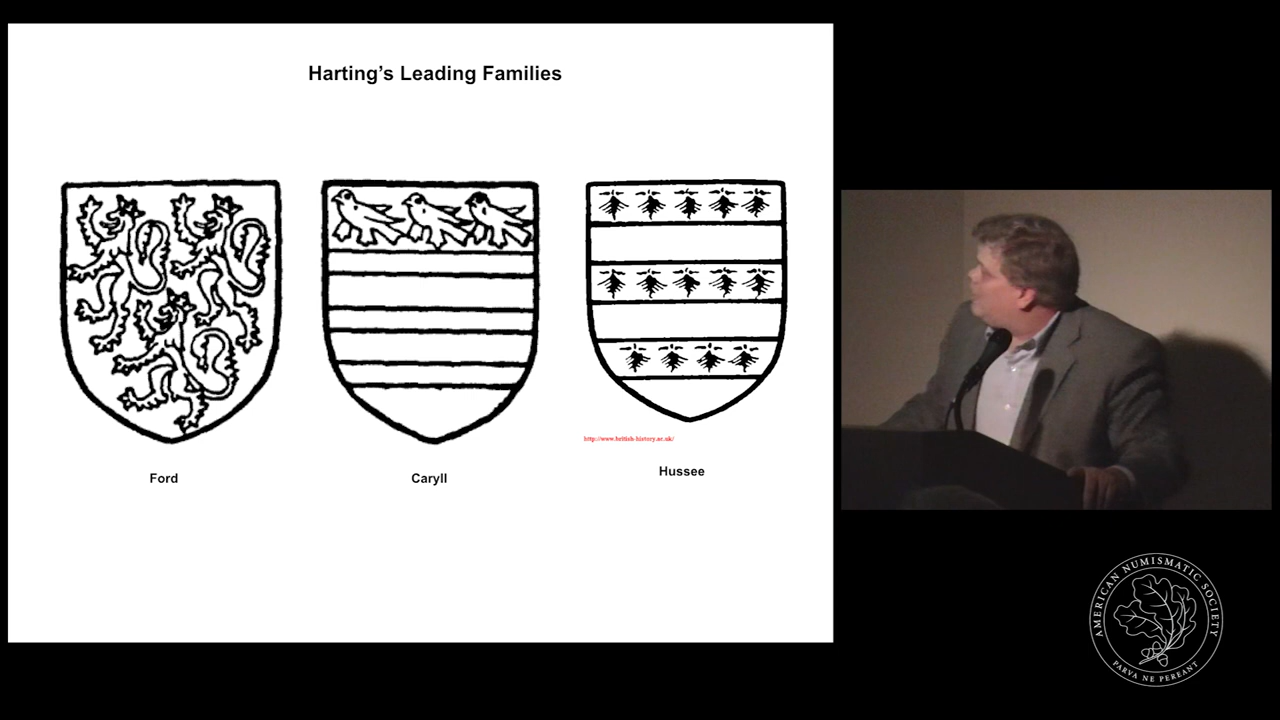 Harting's Leading Families
http://www.british-history.ac.uk/
Ford
Caryll
Hussee
AMERICAN NUMISMATIC SOCIETY
PARVA NE PEREANT